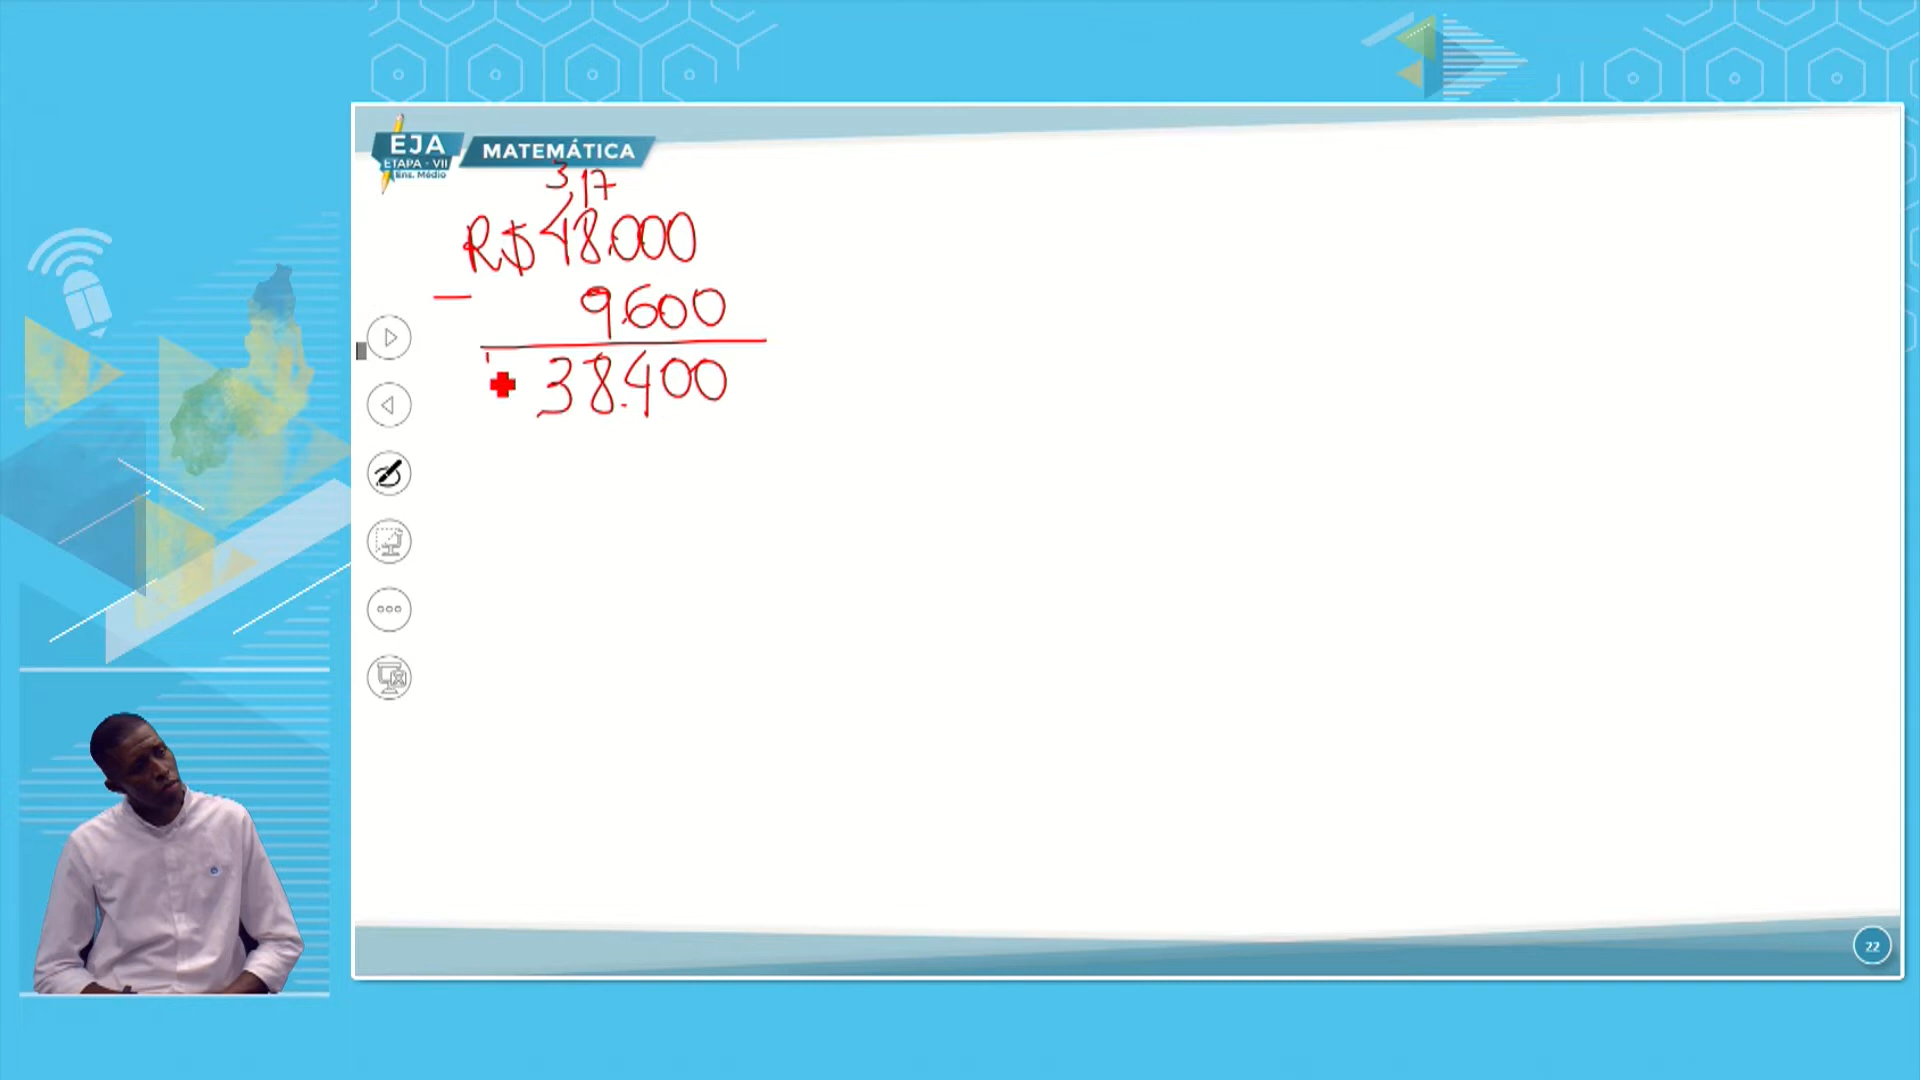 EJA
ETAPA - VII
Ens. Médio
MATEMÁTICA
3, 17
R$ 48.000
- 9.600
38.400
22